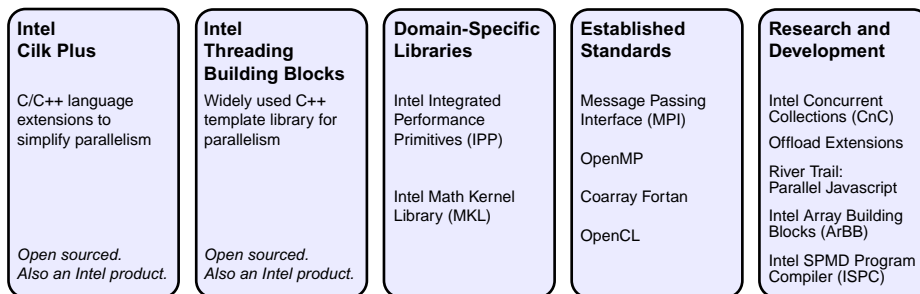 Intel
Cilk Plus
C/C++ language
extensions to
simplify parallelism
Open sourced.
Also an Intel product.
Intel
Threading
Building Blocks
Widely used C++
template library for
parallelism
Open sourced.
Also an Intel product.
Domain-Specific
Libraries
Intel Integrated
Performance
Primitives (IPP)
Intel Math Kernel
Library (MKL)
Established
Standards
Message Passing
Interface (MPI)
OpenMP
Coarray Fortan
OpenCL
Research and
Development
Intel Concurrent
Collections (CnC)
Offload Extensions
River Trail:
Parallel Javascript
Intel Array Building
Blocks (ArBB)
Intel SPMD Program
Compiler (ISPC)